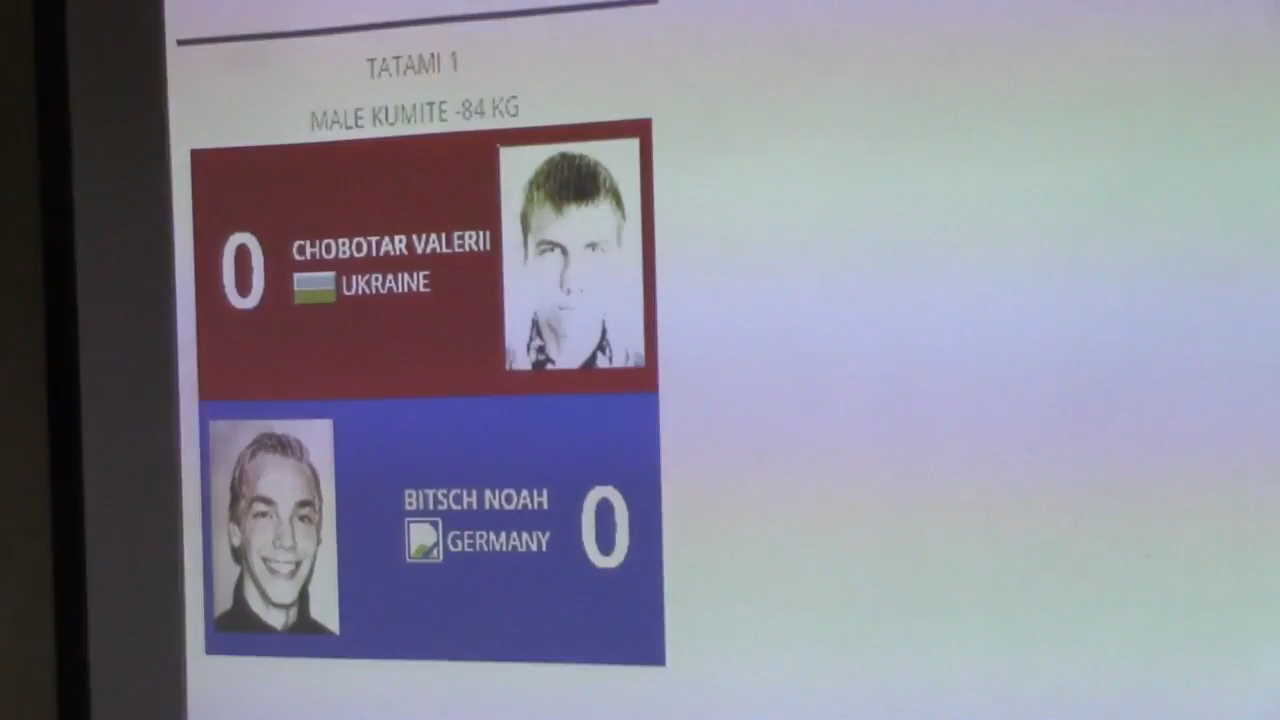 TATAMI 1
MALE KUMITE -84 KG
0
CHOBOTAR VALERII
UKRAINE
BITSCH NOAH
GERMANY
0